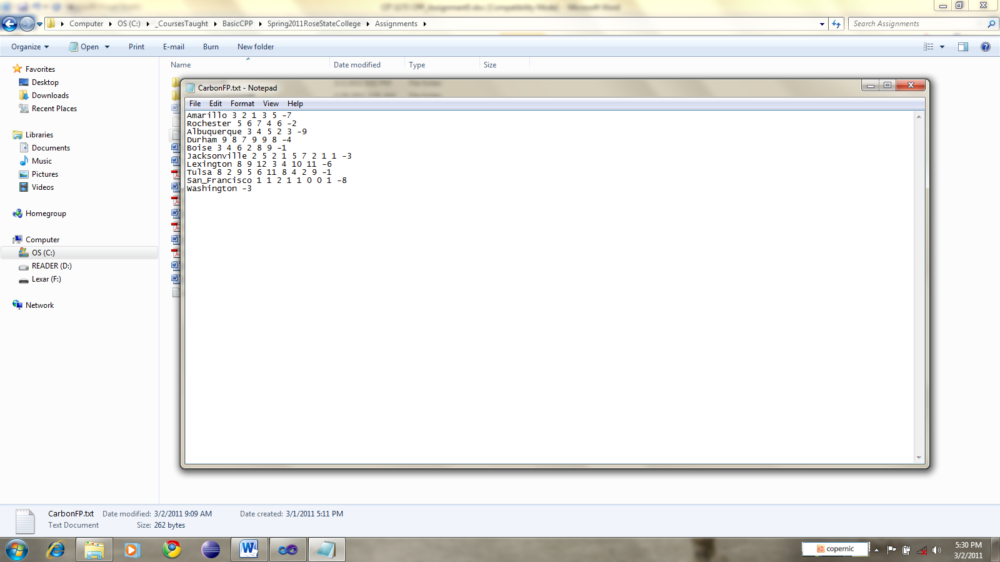 Computer OS (C:) _CoursesTaught BasicCPP Spring2011RoseStateCollege Assignments Search Assignments
Organize Open Print E-mail Burn New folder
Name Date modified Type Size
Favorites
Desktop
Downloads
Recent Places
Libraries
Documents
Music
Pictures
Videos
Homegroup
Computer
OS (C:)
READER (D:)
Lexar (F:)
Network
CarbonFP.txt - Notepad
File Edit Format View Help
Amarillo 3 2 1 3 5 -7
Rochester 5 6 7 4 6 -2
Albuquerque 3 4 5 2 3 -9
Durham 9 8 7 9 9 8 -4
Boise 3 4 6 2 8 9 -1
Jacksonville 2 5 2 1 5 7 2 1 1 -3
Lexington 8 9 12 3 4 10 11 -6
Tulsa 8 2 9 5 6 11 8 4 2 9 -1
San_Francisco 1 1 2 1 1 0 0 1 -8
Washington -3
CarbonFP.txt Date modified: 3/2/2011 9:09 AM Date created: 3/1/2011 5:11 PM
Text Document Size: 262 bytes
copernic
5:30 PM
3/2/2011